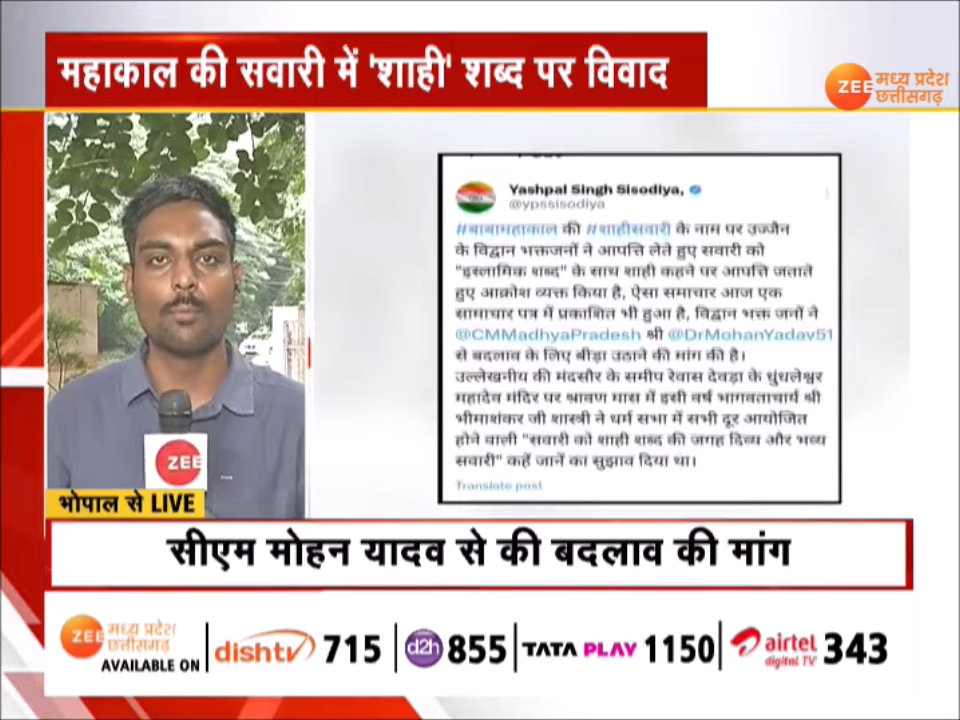 महाकाल की सवारी में 'शाही' शब्द पर विवाद
ZEE मध्य प्रदेश
छत्तीसगढ़
Yashpal Singh Sisodiya,
@ypssisodiya
#बाबामहाकाल की #शाहीसवारी के नाम पर उज्जैन
के विद्वान भक्तजनों ने आपत्ति लेते हुए सवारी को
"इस्लामिक शब्द" के साथ शाही कहने पर आपत्ति जताते
हुए आक्रोश व्यक्त किया है, ऐसा समाचार आज एक
सामाचार पत्र में प्रकाशित भी हुआ है, विद्वान भक्त जनों ने
@CMMadhyaPradesh श्री @DrMohanYadav51
से बदलाव के लिए बीड़ा उठाने की मांग की है।
उल्लेखनीय की मंदसौर के समीप रेवास देवड़ा के धुंधलेश्वर
महादेव मंदिर पर श्रावण मास में इसी वर्ष भागवताचार्य श्री
भीमाशंकर जी शास्त्री ने धर्म सभा में सभी दूर आयोजित
होने वाली "सवारी को शाही शब्द की जगह दिव्य और भव्य
सवारी" कहें जानें का सुझाव दिया था।
Translate post
ZEE
भोपाल से LIVE
सीएम मोहन यादव से की बदलाव की मांग
ZEE मध्य प्रदेश
छत्तीसगढ़
AVAILABLE ON
dishtv 715
d2h 855
TATA PLAY 1150
airtel
digital TV 343